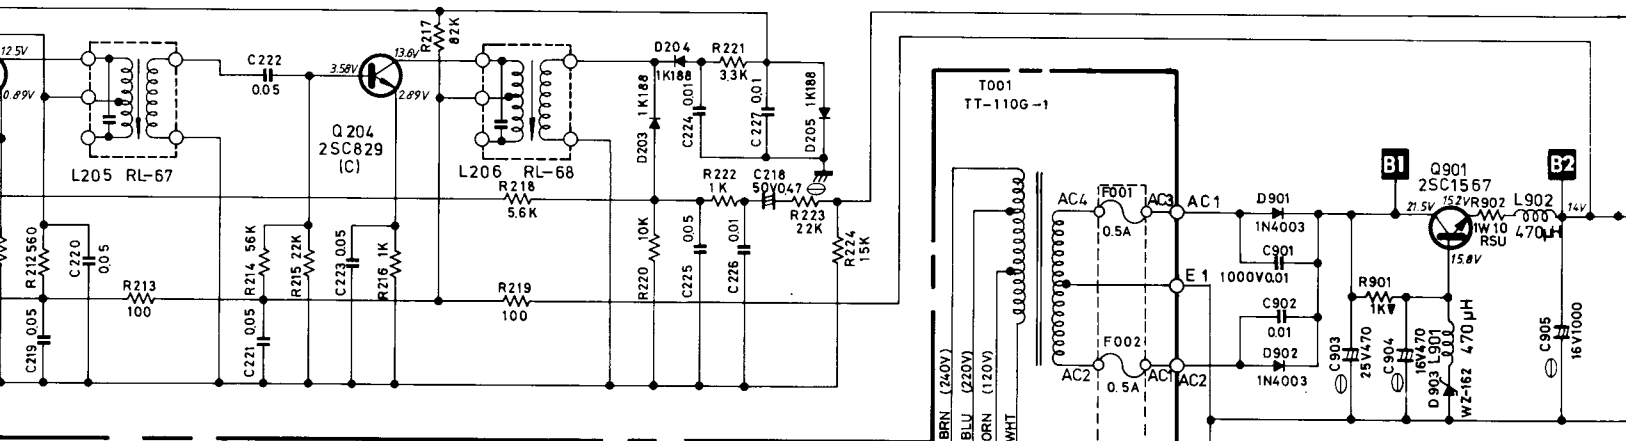 12.5V
0.89V
L205 RL-67
C222
0.05
3.58V
13.6V
2.89V
Q204
2SC829
(C)
R217
82K
L206 RL-68
D204
1K188
R221
3.3K
1K188
D203
C224 0.01
C227 0.01
D205 1K188
R218
5.6K
R222
1K
C218
50V0.47
R223
22K
R224
15K
R212 560
C220
0.05
C219 0.05
R213
100
R214 56K
R215 22K
C221 0.05
C223 0.05
R216 1K
R219
100
R220
10K
C225
0.05
C226
0.01
T001
TT-110G-1
BRN (240V)
BLU (220V)
ORN (120V)
WHT
AC4
F001
0.5A
AC3
AC1
E1
AC2
F002
0.5A
AC1
AC2
D901
1N4003
C901
1000V0.01
C902
0.01
D902
1N4003
B1
21.5V
Q901
2SC1567
15.2V
15.8V
R902
1W10
RSU
L902
470μH
B2
14V
R901
1K
C903
25V470
C904
16V470
L901
470μH
D903
WZ-162
C905
16V1000